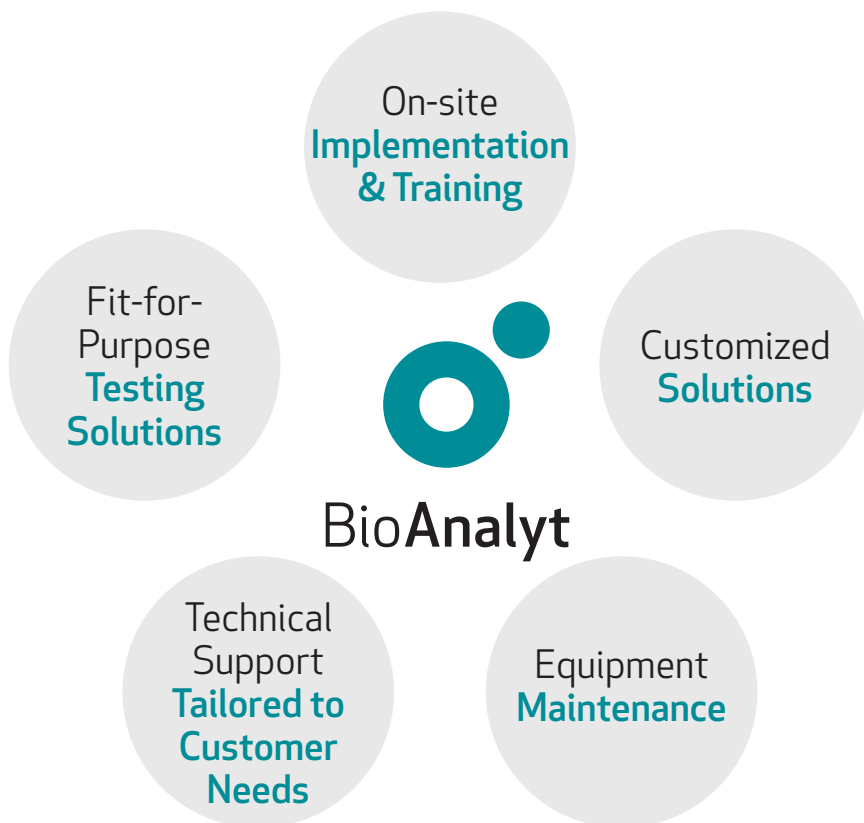 On-site
Implementation
& Training
Fit-for-
Purpose
Testing
Solutions
Customized
Solutions
BioAnalyt
Technical
Support
Tailored to
Customer
Needs
Equipment
Maintenance